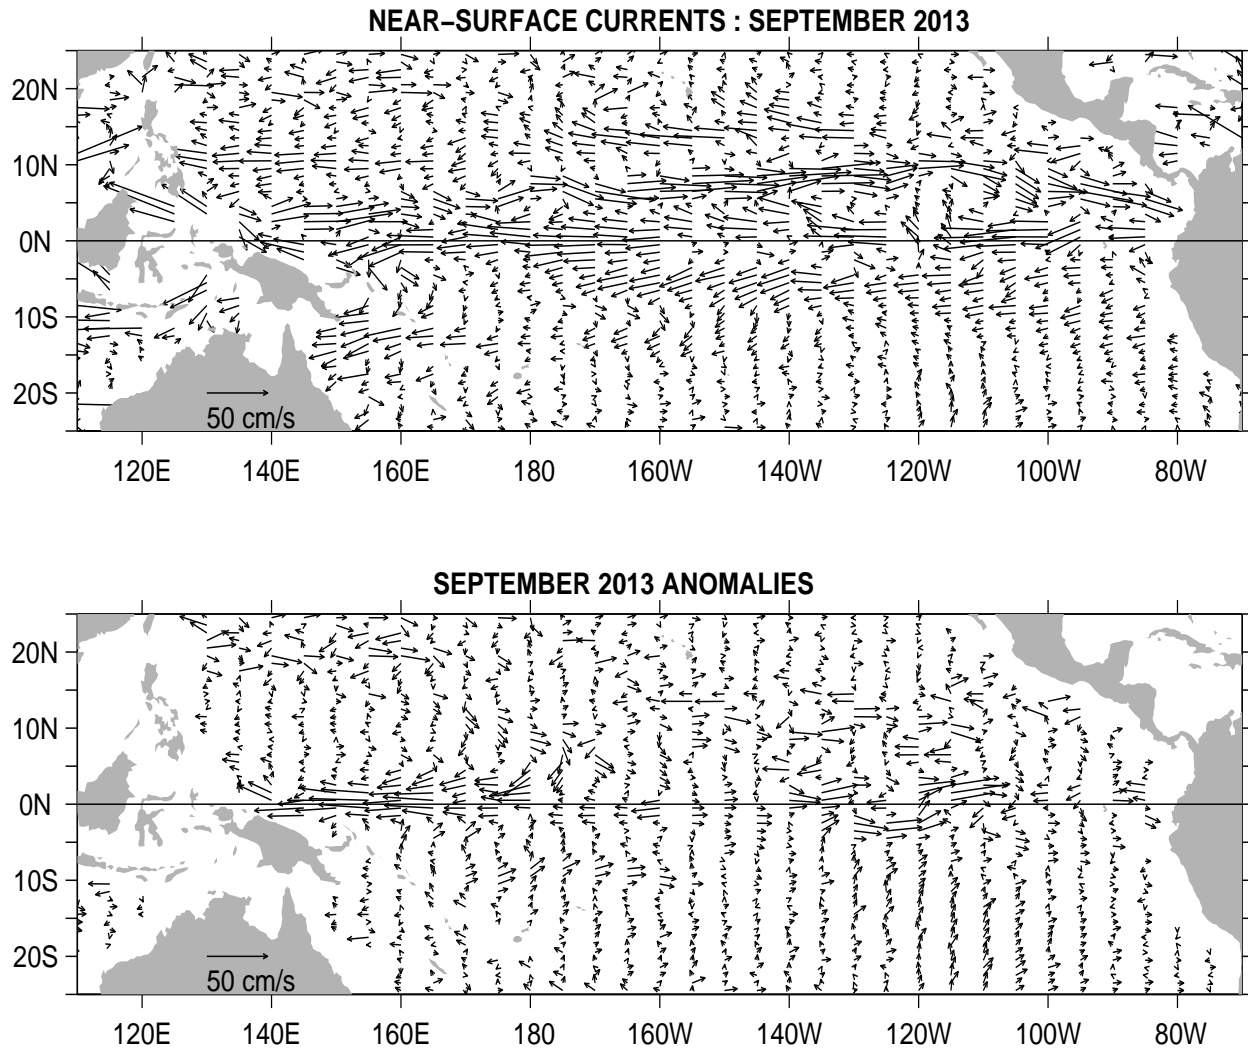 NEAR−SURFACE CURRENTS : SEPTEMBER 2013
20N
10N
0N
10S
20S
50 cm/s
120E 140E 160E 180 160W 140W 120W 100W 80W
SEPTEMBER 2013 ANOMALIES
20N
10N
0N
10S
20S
50 cm/s
120E 140E 160E 180 160W 140W 120W 100W 80W